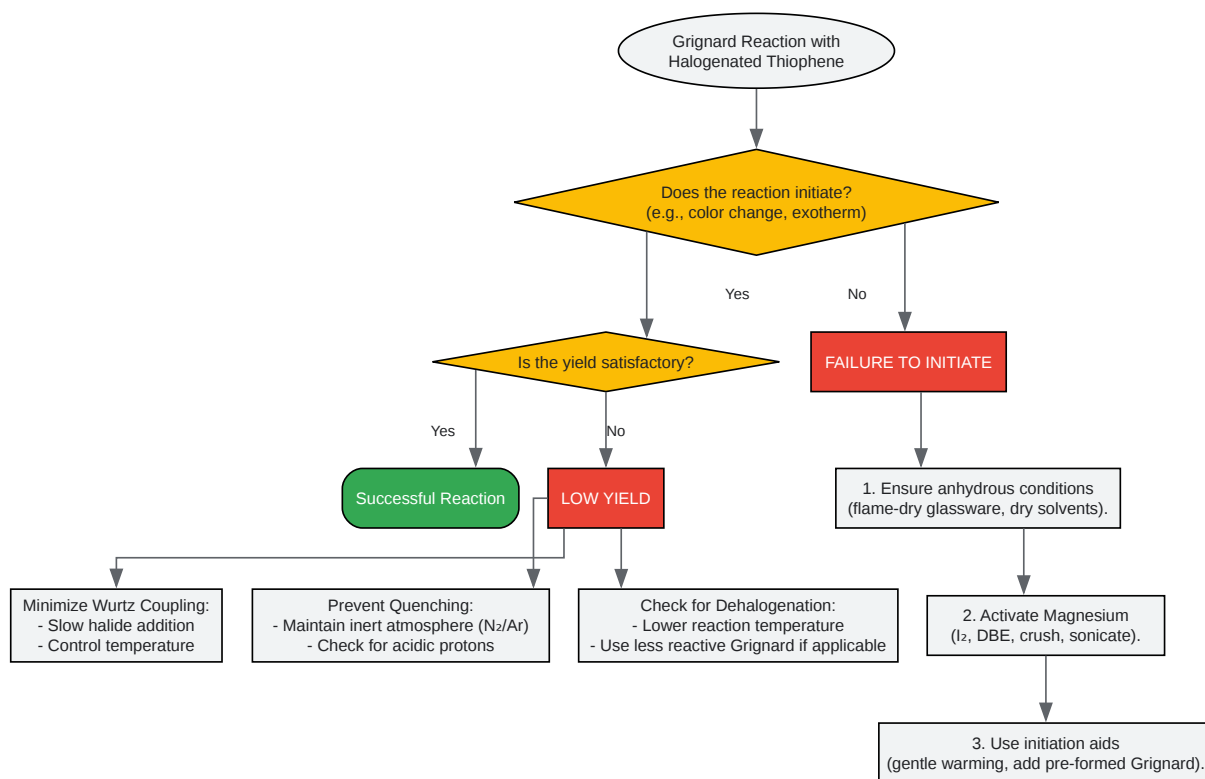 Grignard Reaction with
Halogenated Thiophene
Does the reaction initiate?
(e.g., color change, exotherm)
Yes
No
Is the yield satisfactory?
FAILURE TO INITIATE
Yes
No
Successful Reaction
LOW YIELD
1. Ensure anhydrous conditions
(flame-dry glassware, dry solvents).
Minimize Wurtz Coupling:
- Slow halide addition
- Control temperature
Prevent Quenching:
- Maintain inert atmosphere (N₂/Ar)
- Check for acidic protons
Check for Dehalogenation:
- Lower reaction temperature
- Use less reactive Grignard if applicable
2. Activate Magnesium
(I₂, DBE, crush, sonicate).
3. Use initiation aids
(gentle warming, add pre-formed Grignard).